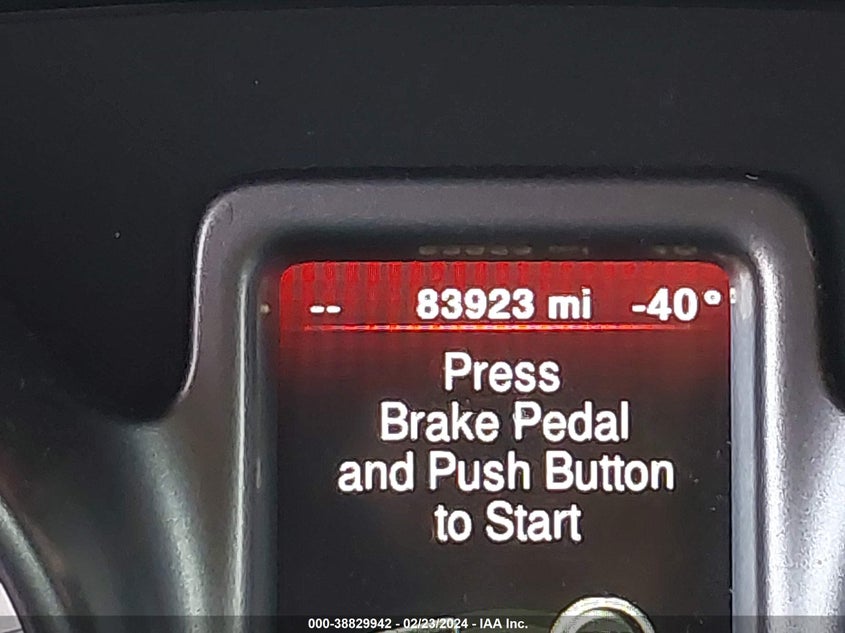 -- 83923 mi -40°
Press
Brake Pedal
and Push Button
to Start
000-38829942 - 02/23/2024 - IAA Inc.